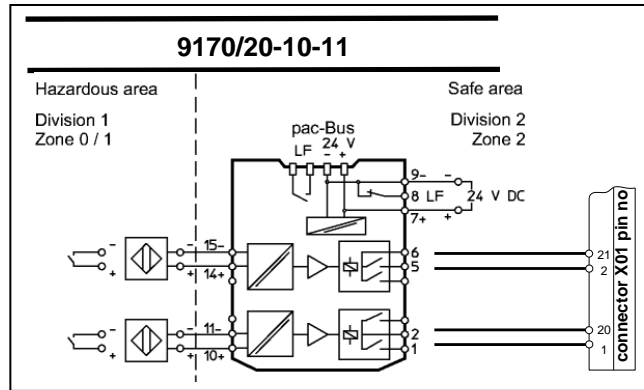 9170/20-10-11
Hazardous area
Safe area
Division 1
Zone 0 / 1
Division 2
Zone 2
pac-Bus
LF 24 V
- +
9- -
8 LF 24 V DC
7+ +
- - 15- 6 21
+ + 14+ 5 2
- - 11- 2 20
+ + 10+ 1 1
connector X01 pin no